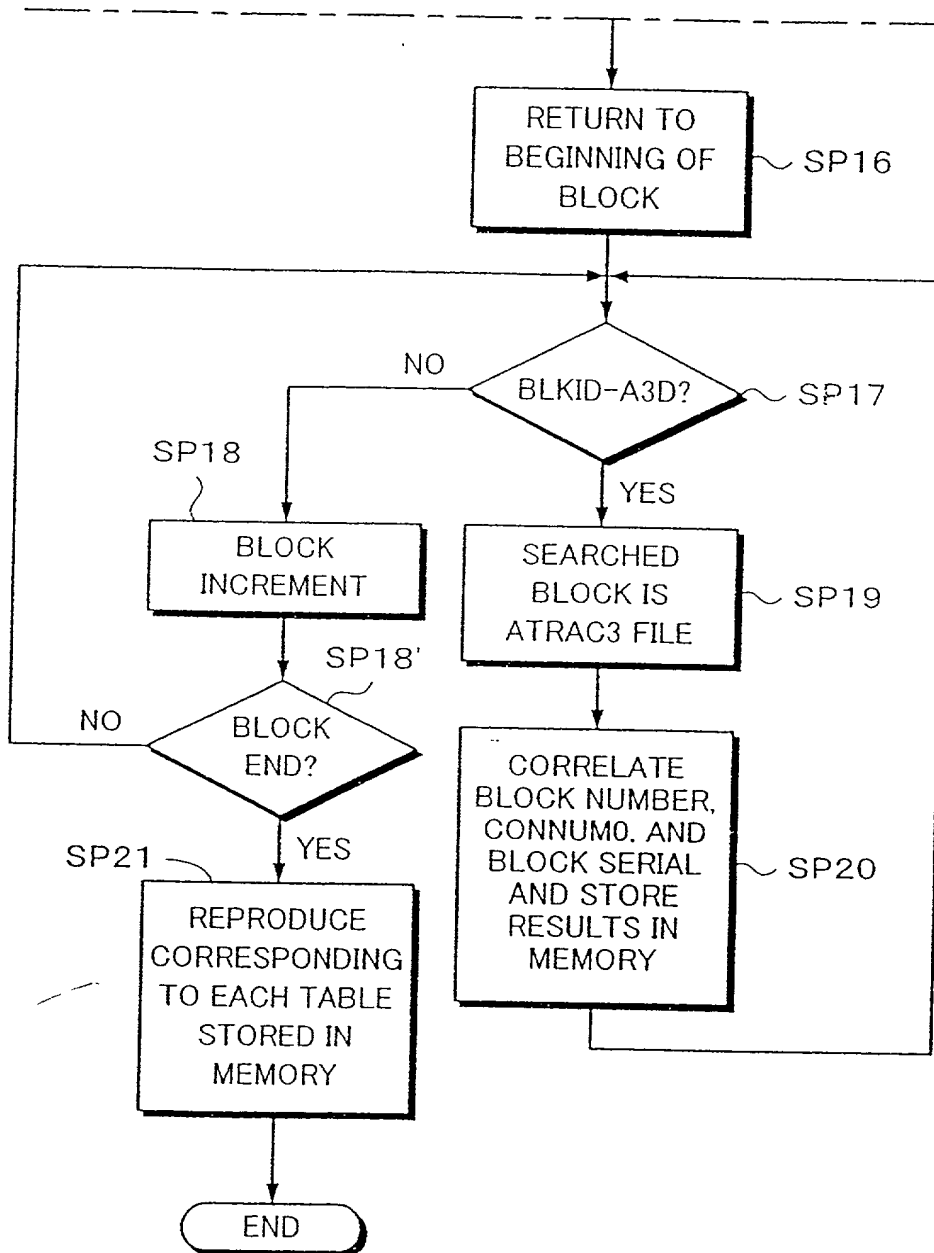 RETURN TO
BEGINNING OF
BLOCK
SP16
NO
BLKID-A3D?
SP17
YES
SP18
BLOCK
INCREMENT
SEARCHED
BLOCK IS
ATRAC3 FILE
SP19
SP18'
NO
BLOCK
END?
YES
CORRELATE
BLOCK NUMBER,
CONNUM0, AND
BLOCK SERIAL
AND STORE
RESULTS IN
MEMORY
SP20
SP21
REPRODUCE
CORRESPONDING
TO EACH TABLE
STORED IN
MEMORY
END